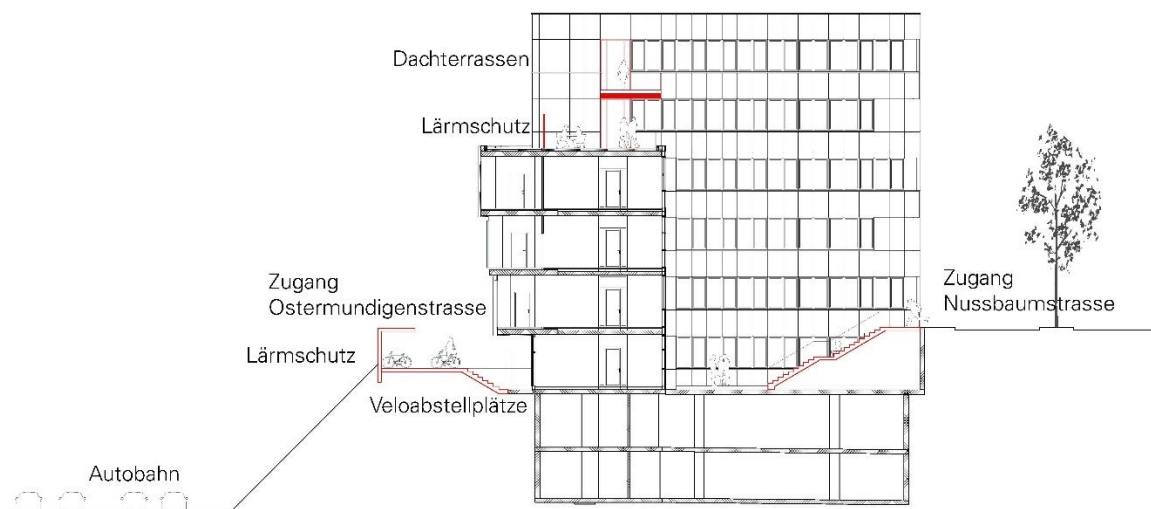 Dachterrassen
Lärmschutz
Zugang
Ostermundigenstrasse
Zugang
Nussbaumstrasse
Lärmschutz
Veloabstellplätze
Autobahn